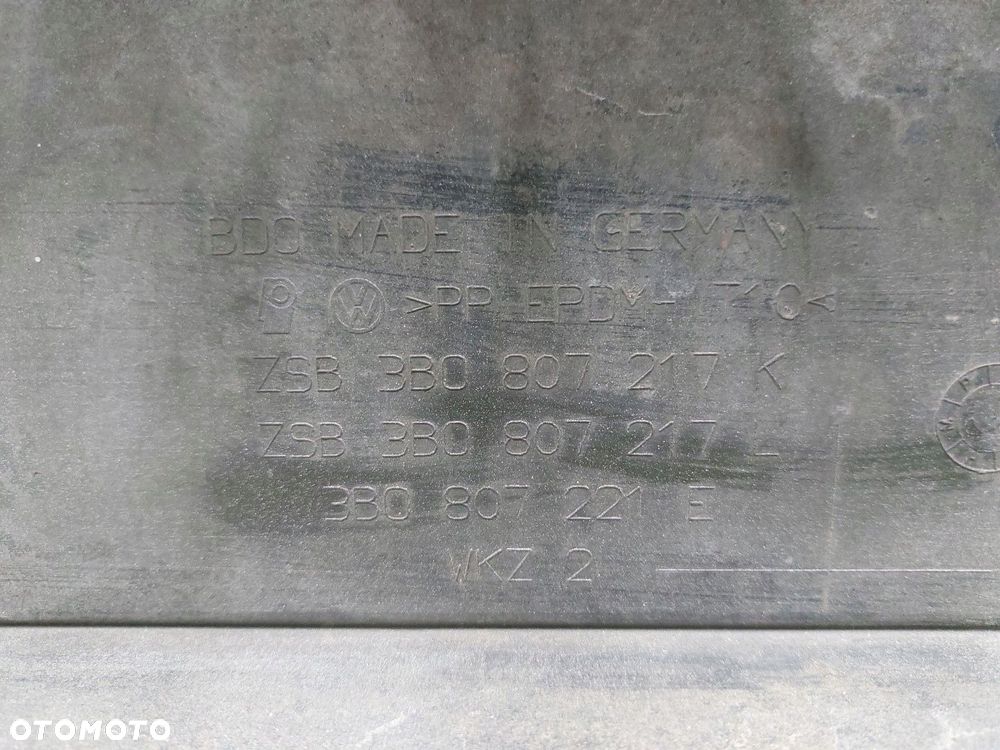 BDO MADE IN GERMANY
>PP EPDM- T10<
ZSB 3B0 807 217 K
ZSB 3B0 807 217 L
3B0 807 221 E
WKZ 2
OTOMOTO